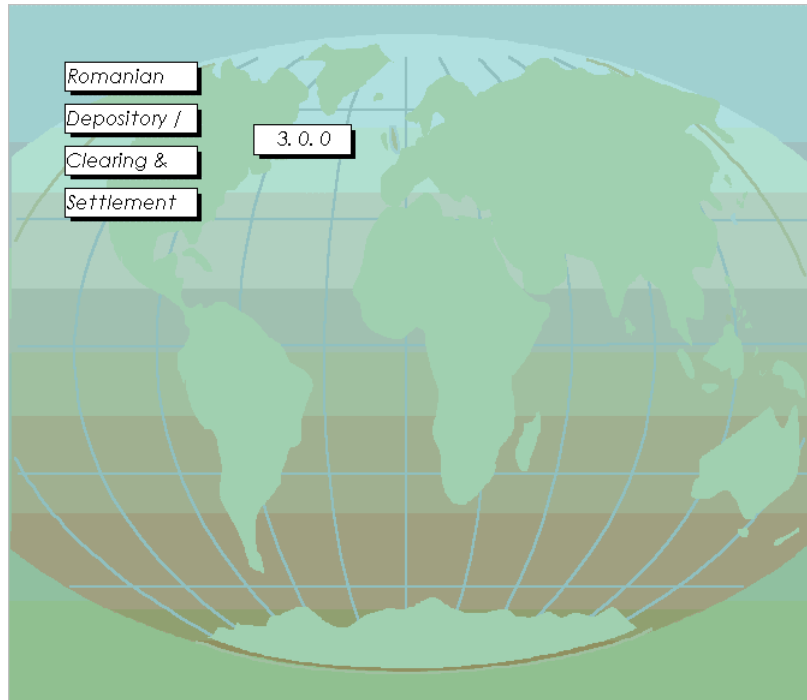 Romanian
Depository /
Clearing &
Settlement
3. 0. 0